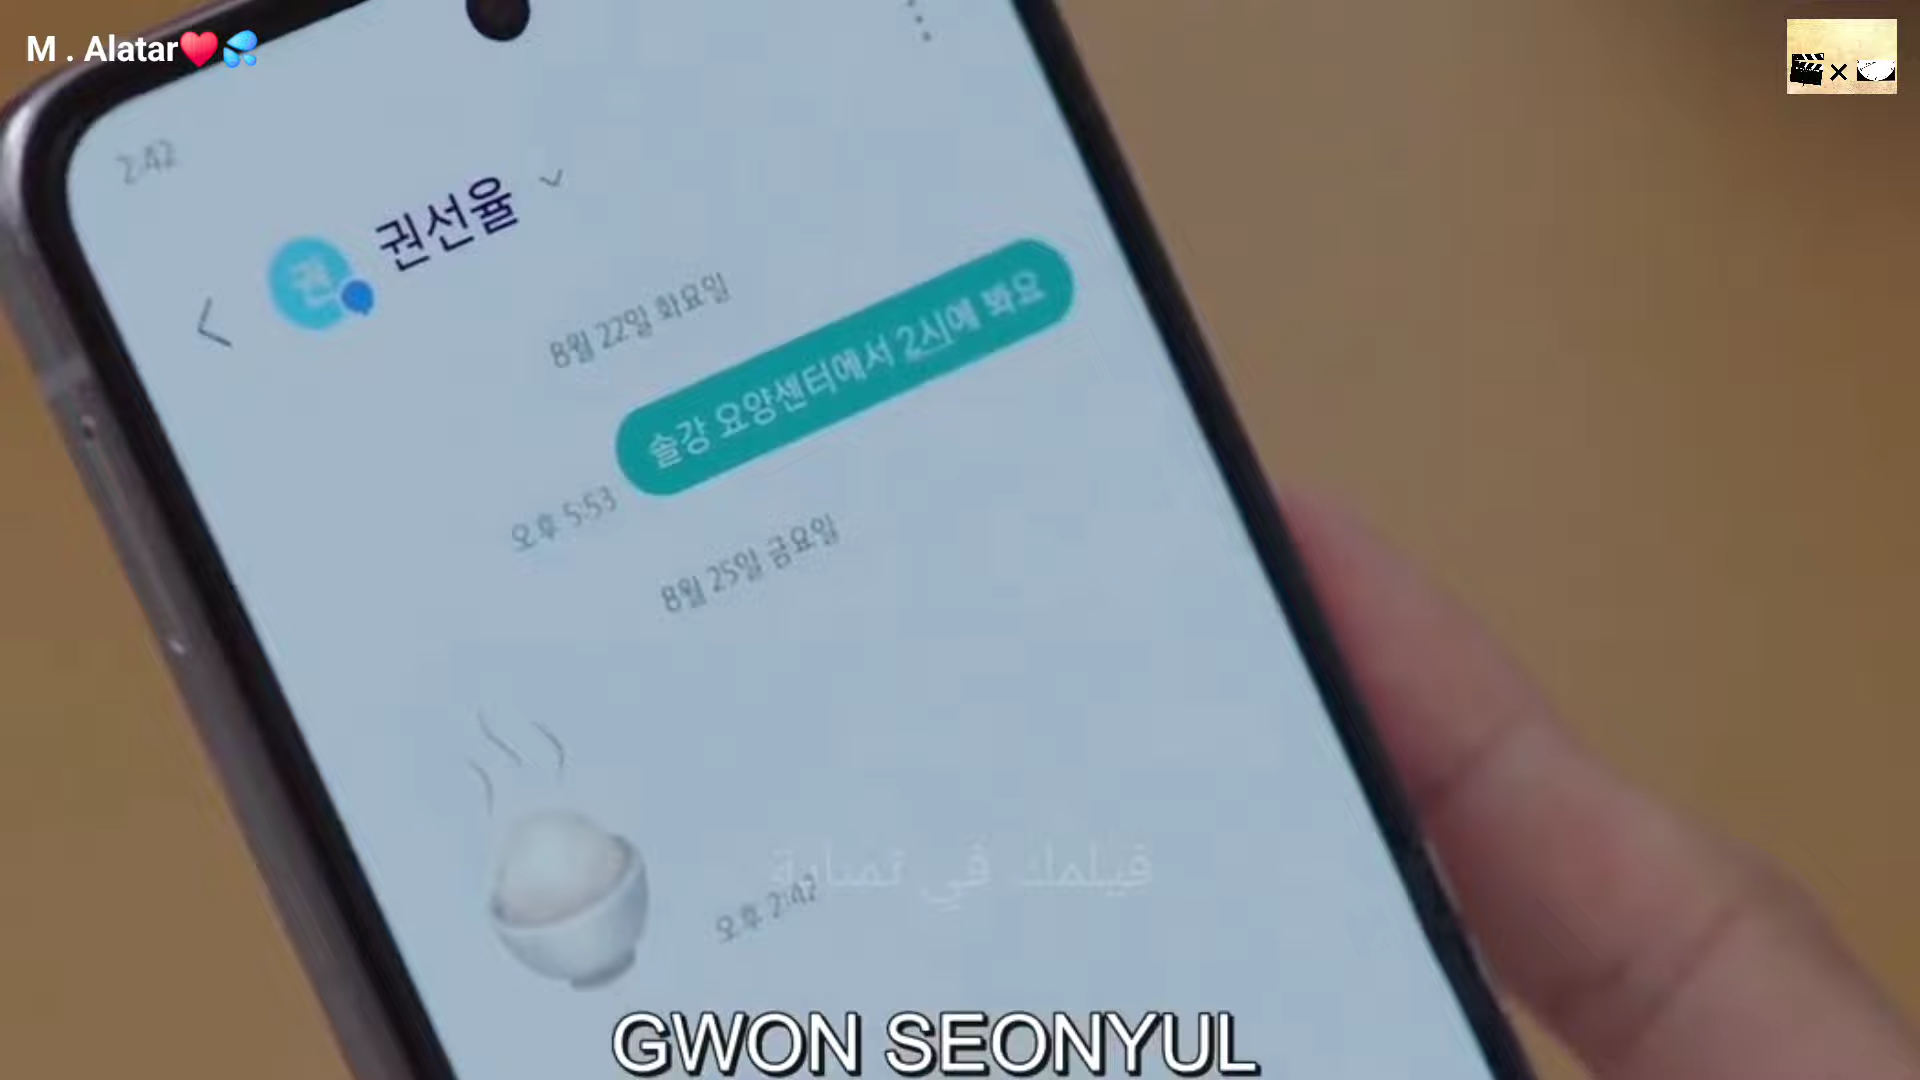 M . Alatar❤️💦
2:42
권선율
권
8월 22일 화요일
솔강 요양센터에서 2시에 봐요
오후 5:53
8월 25일 금요일
فيلمك في تمباية
오후 2:42
GWON SEONYUL